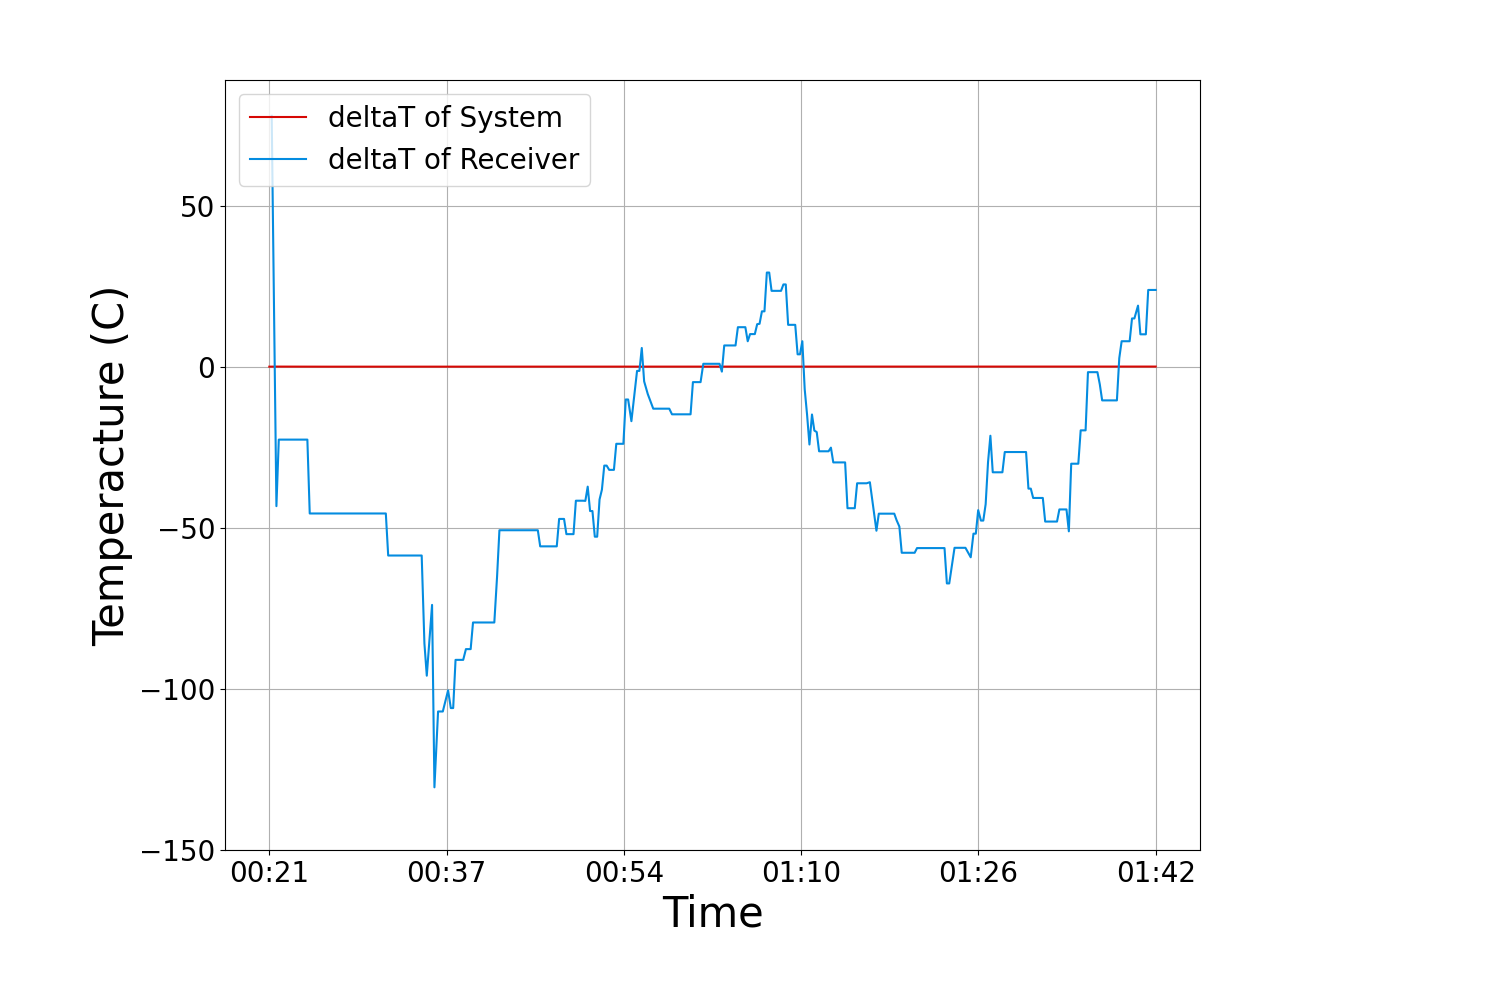 deltaT of System
deltaT of Receiver
50
0
−50
−100
−150
Temperacture (C)
00:21 00:37 00:54 01:10 01:26 01:42
Time